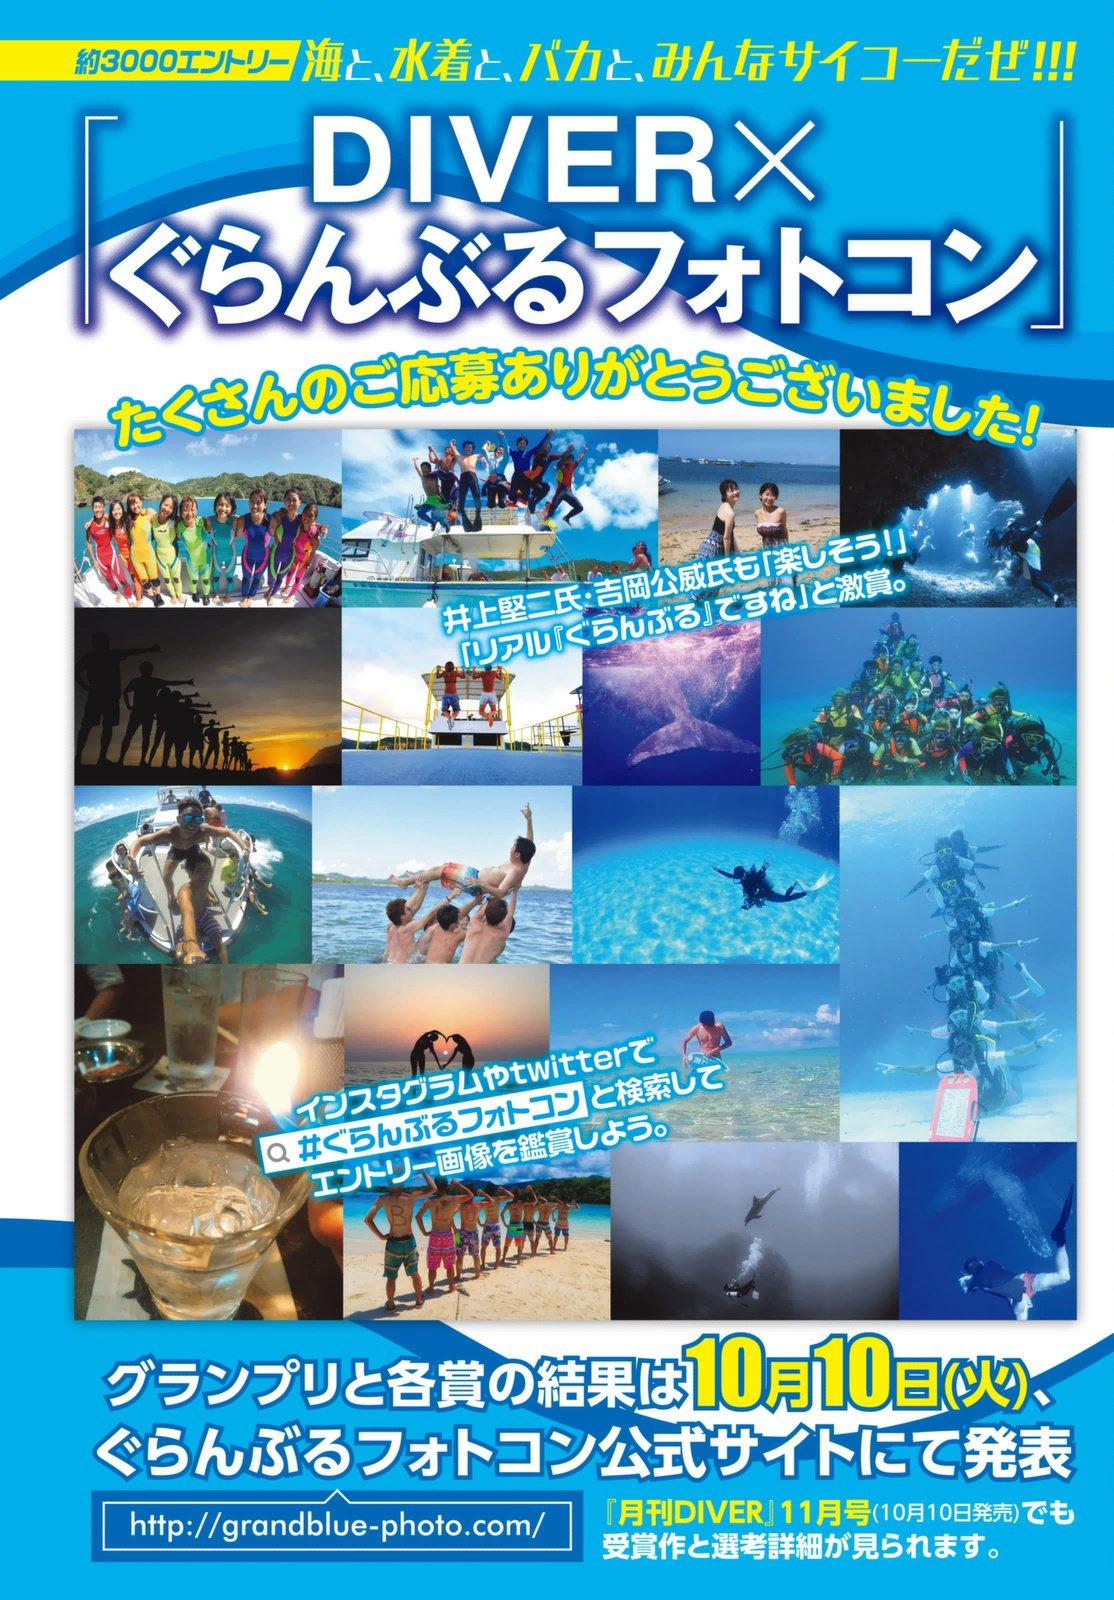 約3000エントリー 海と、水着と、バカと、みんなサイコーだぜ!!!
「DIVER×
ぐらんぶるフォトコン」
たくさんのご応募ありがとうございました!
井上堅二氏・吉岡公威氏も「楽しそう!」
「リアル『ぐらんぶる』ですね」と激賞。
インスタグラムやtwitterで
#ぐらんぶるフォトコン と検索して
エントリー画像を鑑賞しよう。
グランプリと各賞の結果は10月10日(火)、
ぐらんぶるフォトコン公式サイトにて発表
http://grandblue-photo.com/
『月刊DIVER』11月号(10月10日発売)でも
受賞作と選考詳細が見られます。